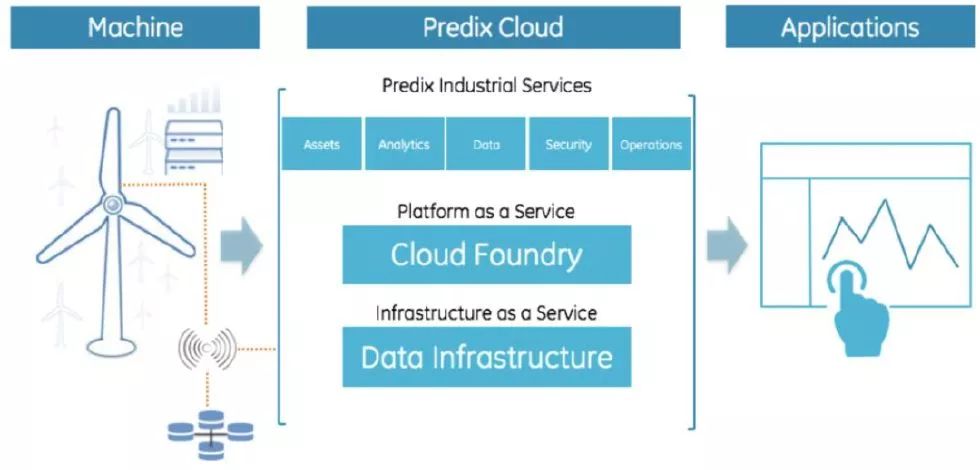 Machine
Predix Cloud
Applications
Predix Industrial Services
Assets
Analytics
Data
Security
Operations
Platform as a Service
Cloud Foundry
Infrastructure as a Service
Data Infrastructure